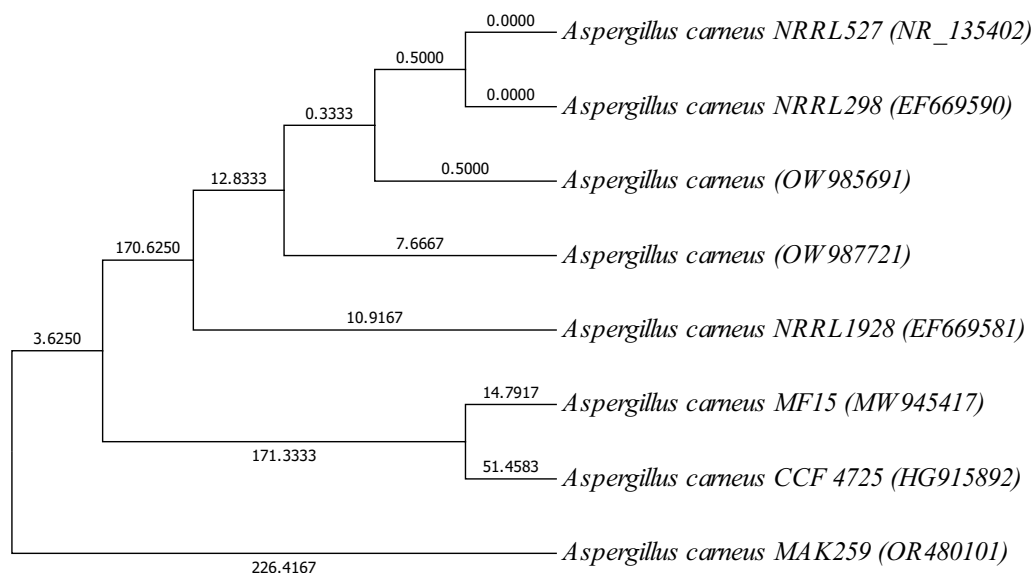 0.0000
Aspergillus carneus NRRL527 (NR_135402)
0.5000
0.0000
Aspergillus carneus NRRL298 (EF669590)
0.3333
0.5000
Aspergillus carneus (OW985691)
12.8333
7.6667
Aspergillus carneus (OW987721)
170.6250
10.9167
Aspergillus carneus NRRL1928 (EF669581)
3.6250
14.7917
Aspergillus carneus MF15 (MW945417)
171.3333
51.4583
Aspergillus carneus CCF 4725 (HG915892)
Aspergillus carneus MAK259 (OR480101)
226.4167